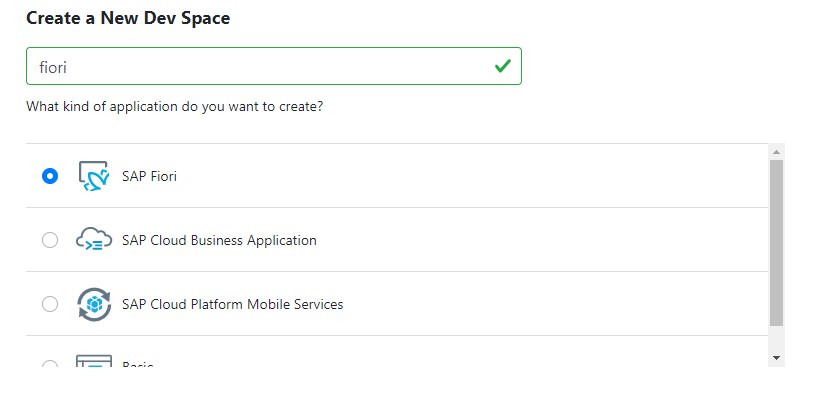 Create a New Dev Space
fiori
What kind of application do you want to create?
SAP Fiori
SAP Cloud Business Application
SAP Cloud Platform Mobile Services
Basic